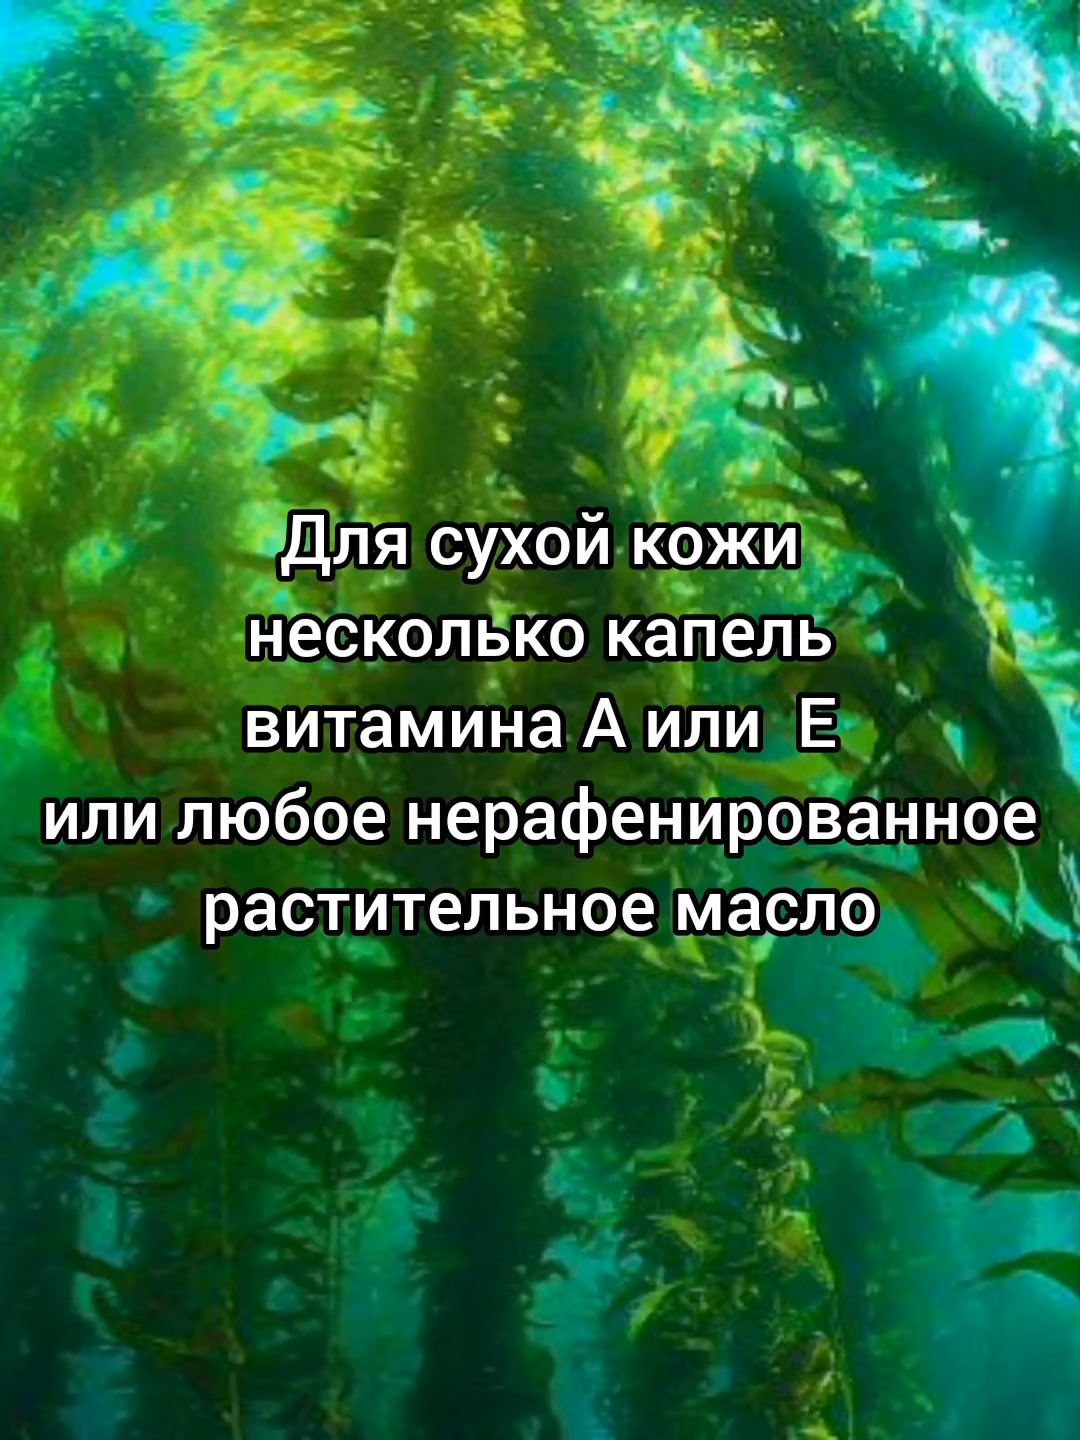 Для сухой кожи
несколько капель
витамина А или  Е
или любое нерафенированное
растительное масло